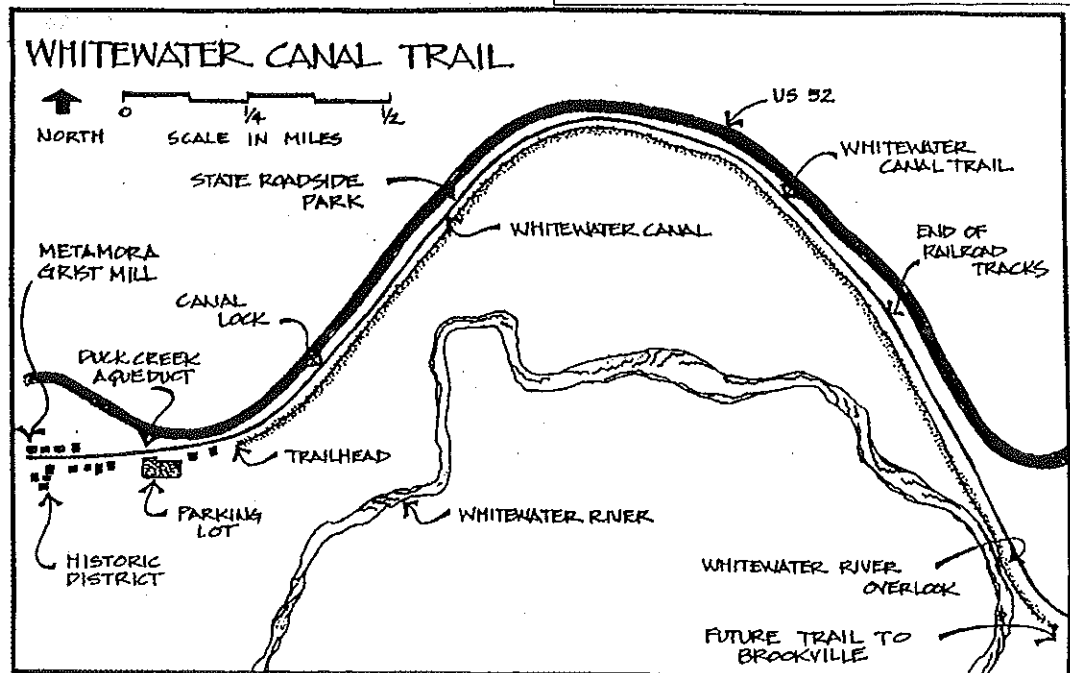 WHITEWATER CANAL TRAIL
NORTH
0 1/4 1/2
SCALE IN MILES
US 52
WHITEWATER
CANAL TRAIL
STATE ROADSIDE
PARK
WHITEWATER CANAL
END OF
RAILROAD
TRACKS
METAMORA
GRIST MILL
CANAL
LOCK
DUCK CREEK
AQUEDUCT
TRAILHEAD
PARKING
LOT
WHITEWATER RIVER
HISTORIC
DISTRICT
WHITEWATER RIVER
OVERLOOK
FUTURE TRAIL TO
BROOKVILLE